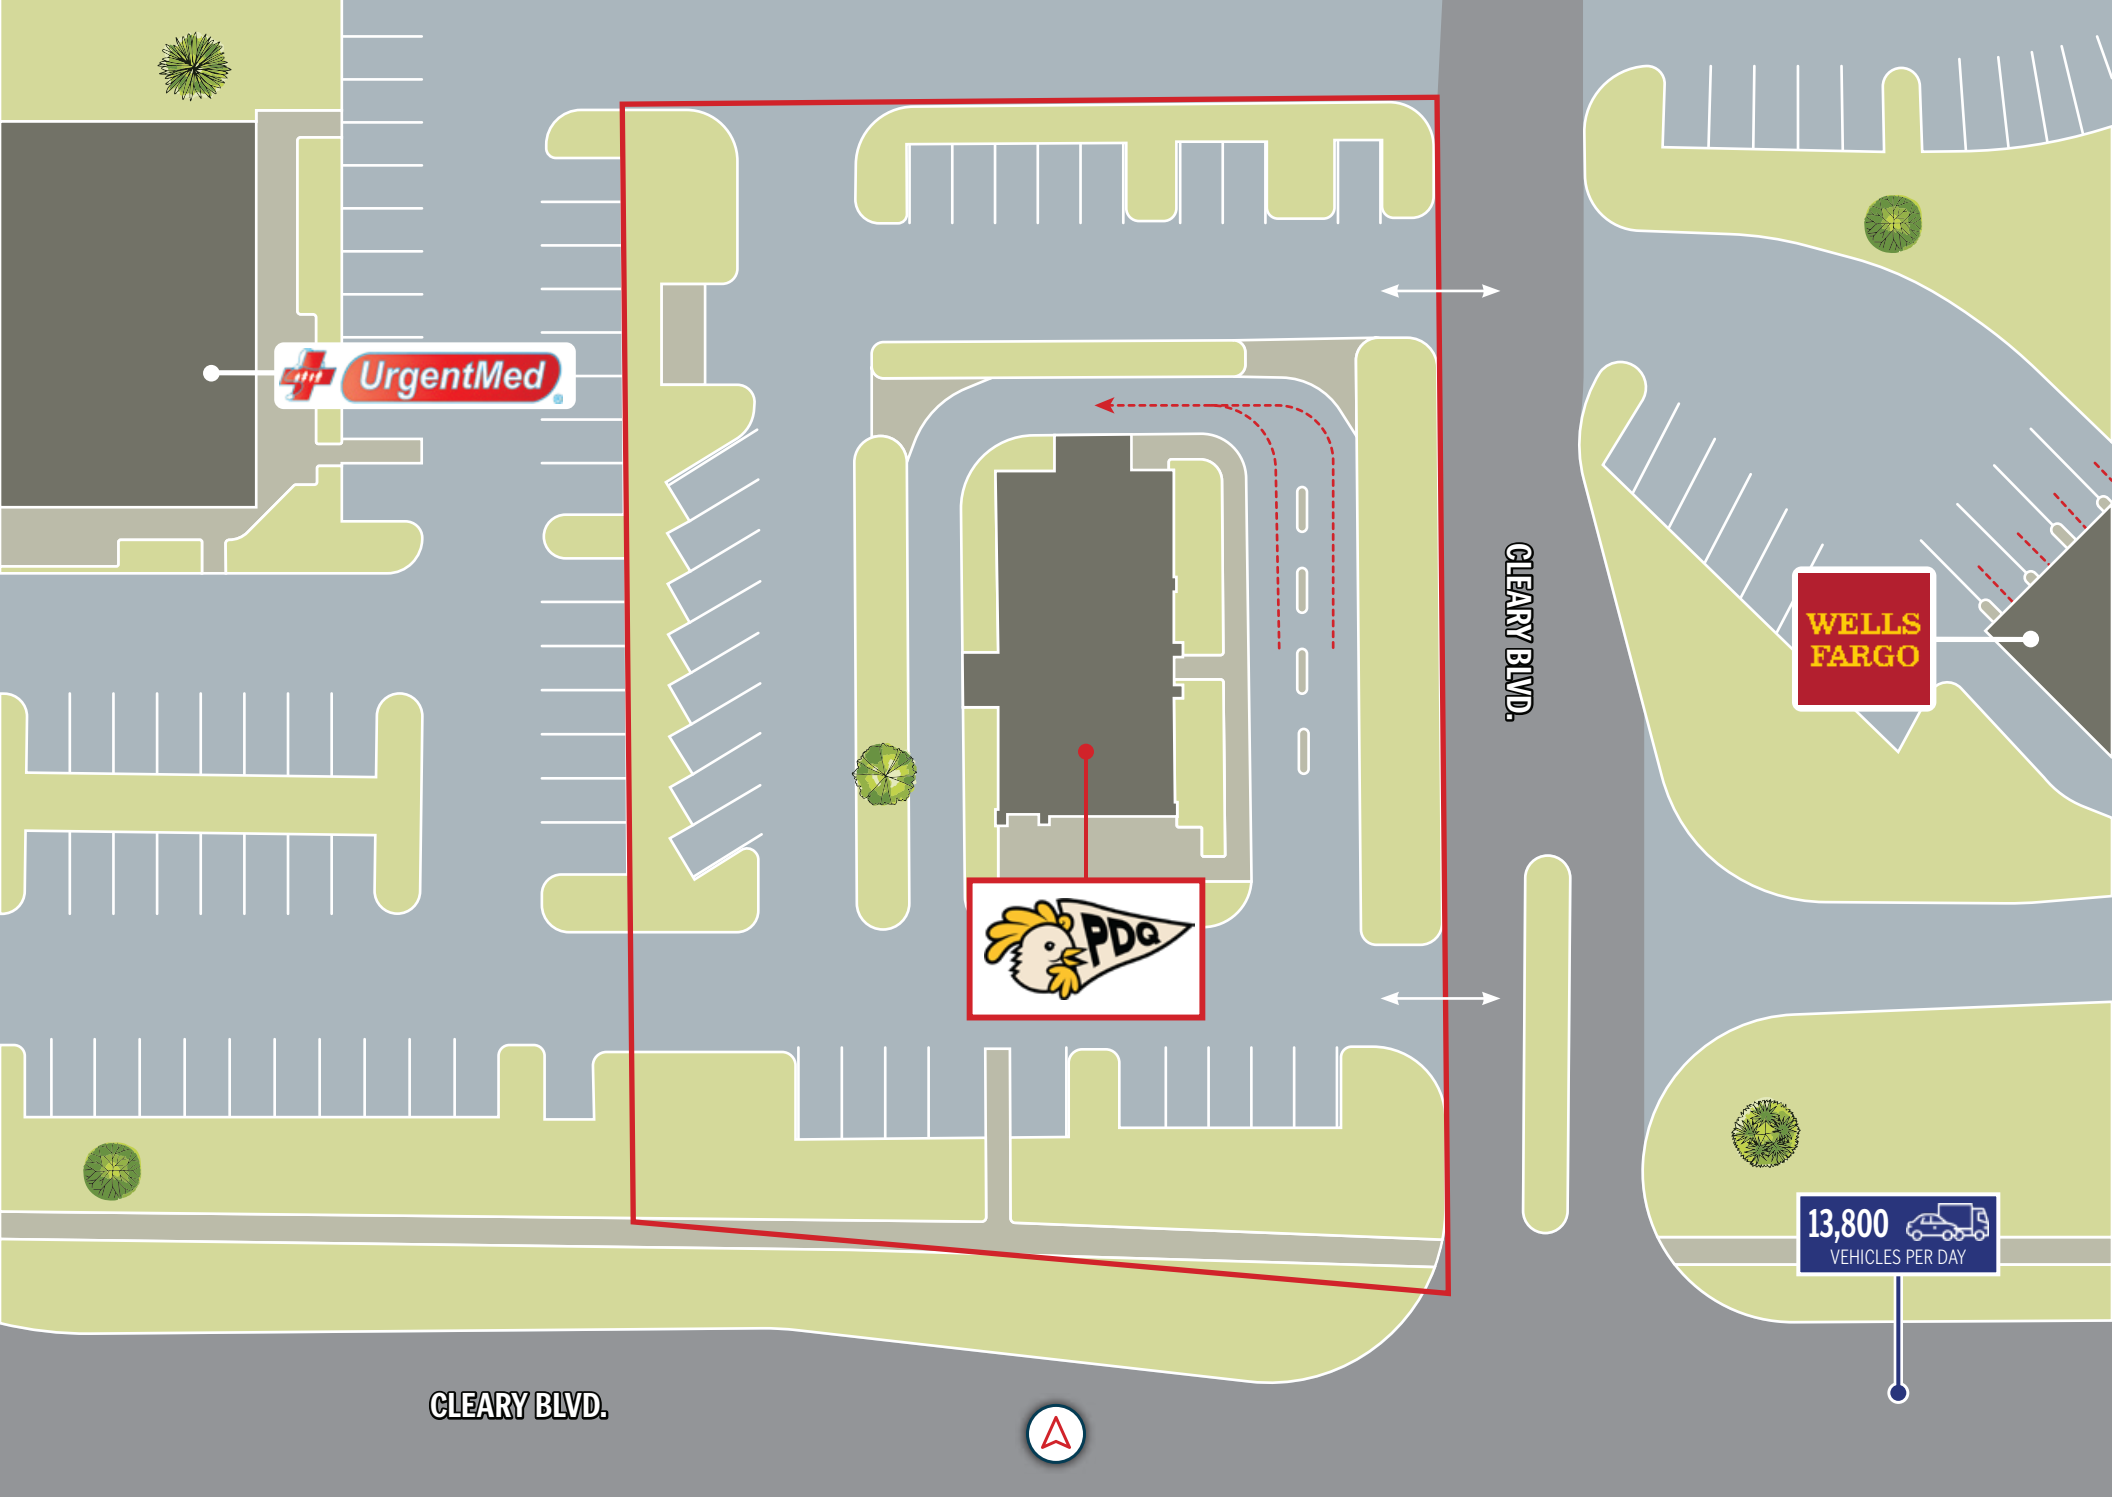 UrgentMed
CLEARY BLVD.
WELLS
FARGO
PDQ
13,800
VEHICLES PER DAY
CLEARY BLVD.